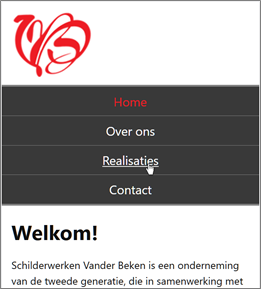 Home
Over ons
Realisaties
Contact
Welkom!
Schilderwerken Vander Beken is een onderneming
van de tweede generatie, die in samenwerking met